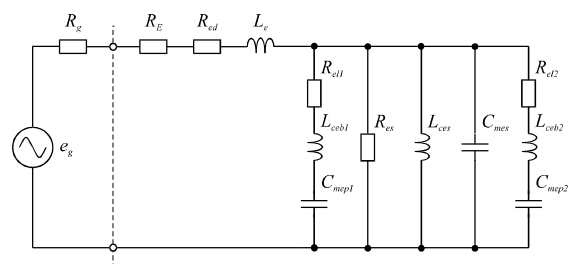 R_g R_E R_ed L_e
R_el1 R_el2
e_g L_ceb1 R_es L_ces C_mes L_ceb2
C_mep1 C_mep2